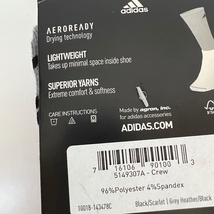 adidas
AEROREADY
Drying technology
LIGHTWEIGHT
Takes up minimal space inside shoe
SUPERIOR YARNS
Extreme comfort & softness
CARE
Made by
agron, inc.
for adidas
accessories
ADIDAS.COM
7 16106 90100 3
5149307A - Crew
96%Polyester 4%Spandex
10018-143478C
Black/Scarlet | Grey Heather/Black